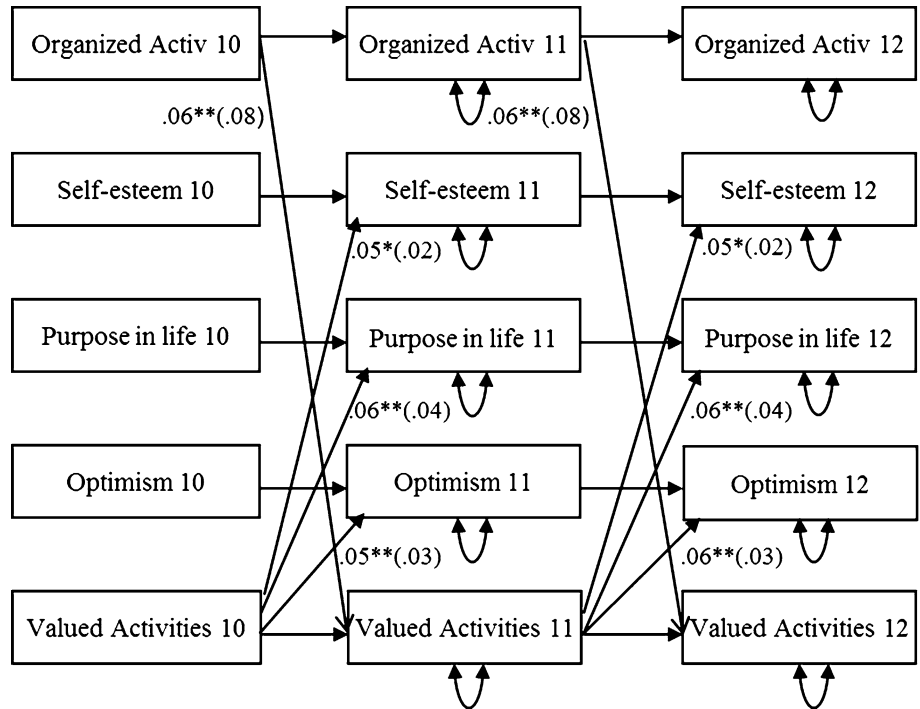 Organized Activ 10
Organized Activ 11
Organized Activ 12
.06**(.08)
.06**(.08)
Self-esteem 10
Self-esteem 11
Self-esteem 12
.05*(.02)
.05*(.02)
Purpose in life 10
Purpose in life 11
Purpose in life 12
.06**(.04)
.06**(.04)
Optimism 10
Optimism 11
Optimism 12
.05**(.03)
.06**(.03)
Valued Activities 10
Valued Activities 11
Valued Activities 12